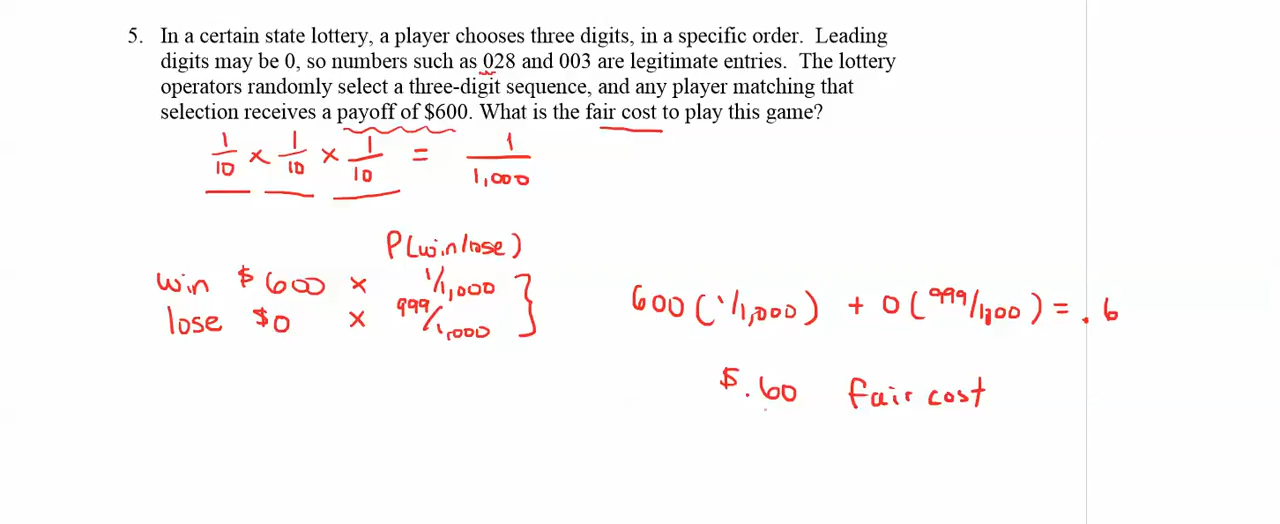 5. In a certain state lottery, a player chooses three digits, in a specific order. Leading
digits may be 0, so numbers such as 028 and 003 are legitimate entries. The lottery
operators randomly select a three-digit sequence, and any player matching that
selection receives a payoff of $600. What is the fair cost to play this game?
1/10 × 1/10 × 1/10 = 1/1,000
P(win/lose)
win $600 × 1/1,000
lose $0 × 999/1,000
600(1/1,000) + 0(999/1,000) = .6
$.60 fair cost